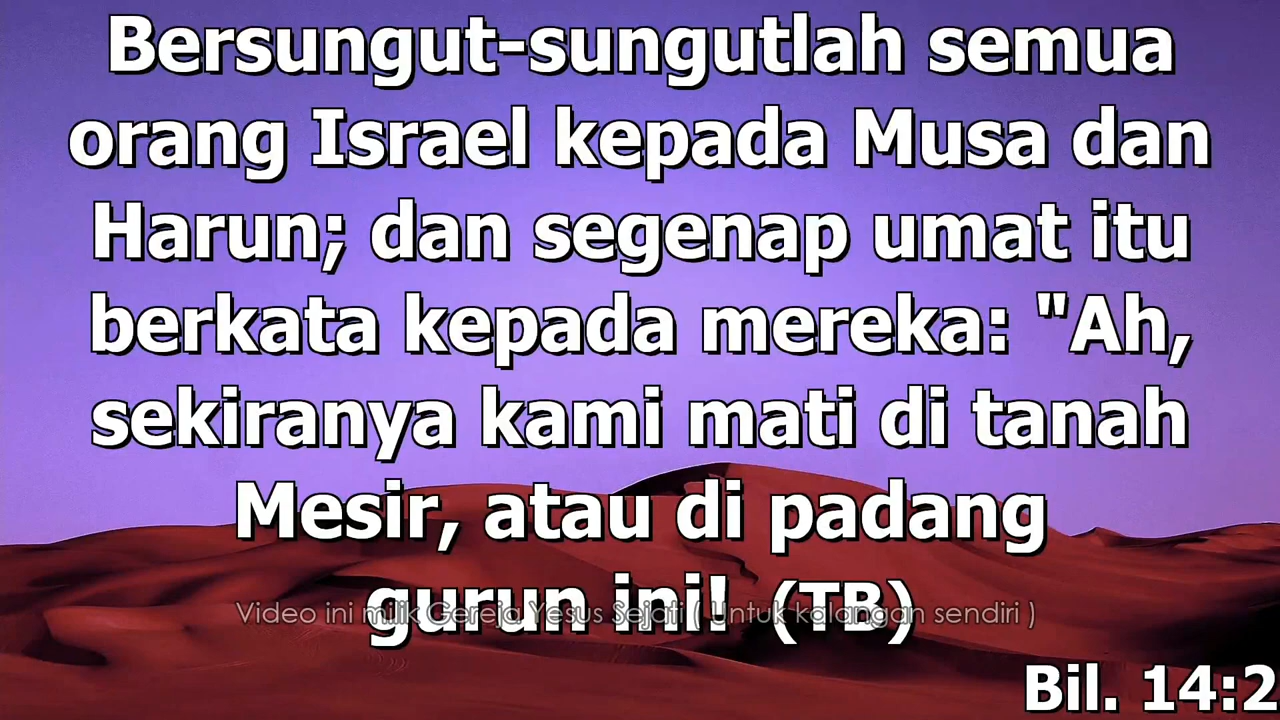 Bersungut-sungutlah semua
orang Israel kepada Musa dan
Harun; dan segenap umat itu
berkata kepada mereka: "Ah,
sekiranya kami mati di tanah
Mesir, atau di padang
gurun ini! (TB)
Video ini milik Gereja Yesus Sejati ( Untuk kalangan sendiri )
Bil. 14:2